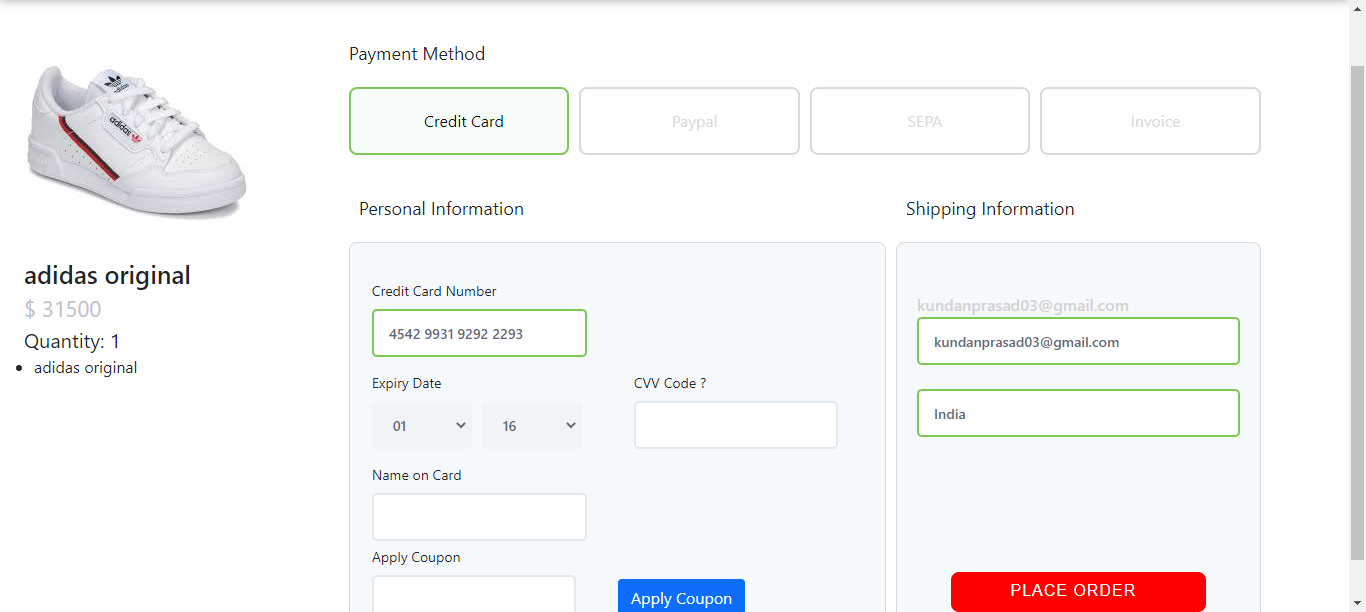 Payment Method
Credit Card
Paypal
SEPA
Invoice
adidas
adidas
adidas original
$ 31500
Quantity: 1
adidas original
Personal Information
Credit Card Number
4542 9931 9292 2293
Expiry Date
CVV Code ?
01
16
Name on Card
Apply Coupon
Apply Coupon
Shipping Information
kundanprasad03@gmail.com
kundanprasad03@gmail.com
India
PLACE ORDER